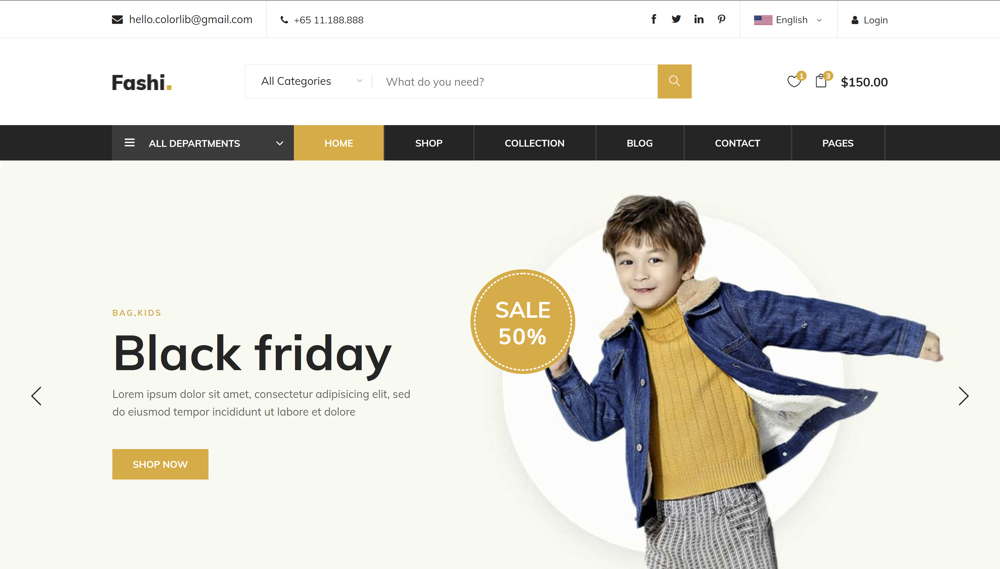 hello.colorlib@gmail.com
+65 11.188.888
English
Login
Fashi.
All Categories
What do you need?
1
3
$150.00
ALL DEPARTMENTS
HOME
SHOP
COLLECTION
BLOG
CONTACT
PAGES
BAG,KIDS
Black friday
Lorem ipsum dolor sit amet, consectetur adipisicing elit, sed
do eiusmod tempor incididunt ut labore et dolore
SHOP NOW
SALE
50%